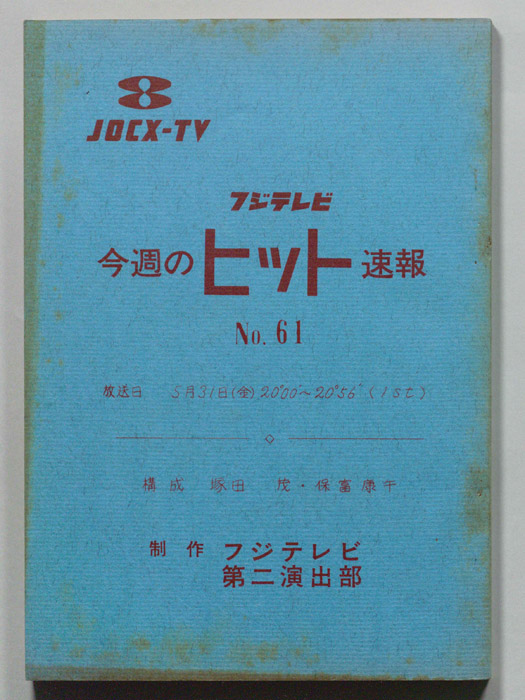 JOCX-TV
フジテレビ
今週のヒット速報
No. 61
放送日 5月31日(金) 20°00'~20°56' (1st)
構成 塚田 茂・保富康午
制作 フジテレビ
第二演出部